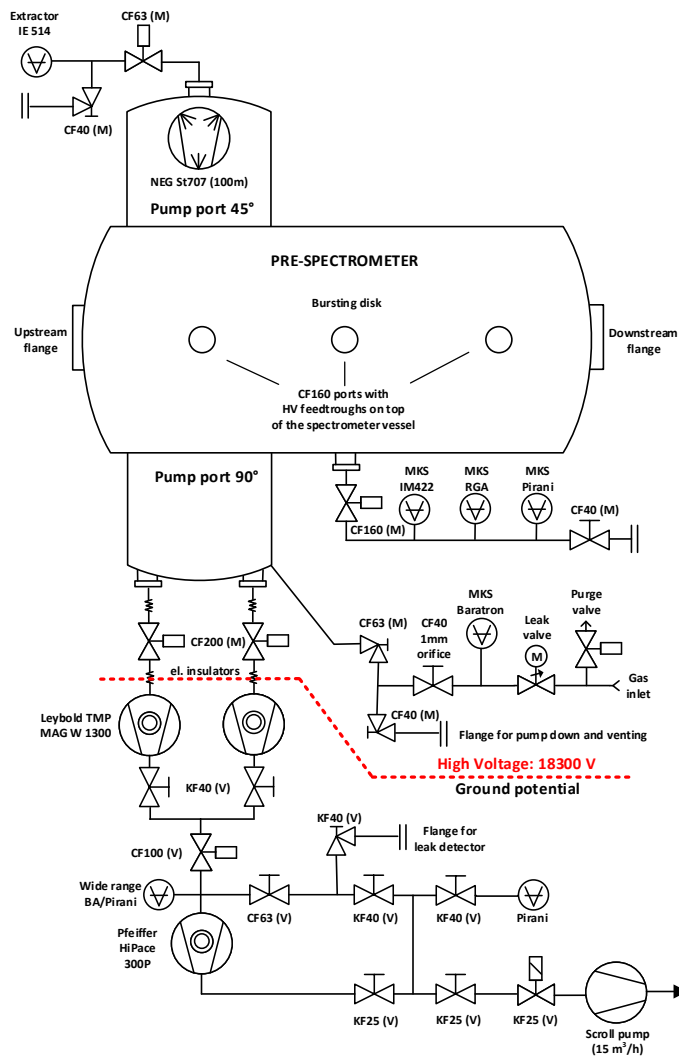 Extractor
IE 514
CF63 (M)
CF40 (M)
NEG St707 (100m)
Pump port 45°
PRE-SPECTROMETER
Bursting disk
Upstream
flange
Downstream
flange
CF160 ports with
HV feedtroughs on top
of the spectrometer vessel
Pump port 90°
MKS
IM422
MKS
RGA
MKS
Pirani
CF40 (M)
CF160 (M)
CF63 (M)
CF40
1mm
orifice
MKS
Baratron
Leak
valve
M
Purge
valve
Gas
inlet
CF200 (M)
el. insulators
CF40 (M)
Flange for pump down and venting
Leybold TMP
MAG W 1300
High Voltage: 18300 V
Ground potential
KF40 (V)
CF100 (V)
KF40 (V)
Flange for
leak detector
Wide range
BA/Pirani
CF63 (V)
KF40 (V)
KF40 (V)
Pirani
Pfeiffer
HiPace
300P
KF25 (V)
KF25 (V)
KF25 (V)
Scroll pump
(15 m³/h)